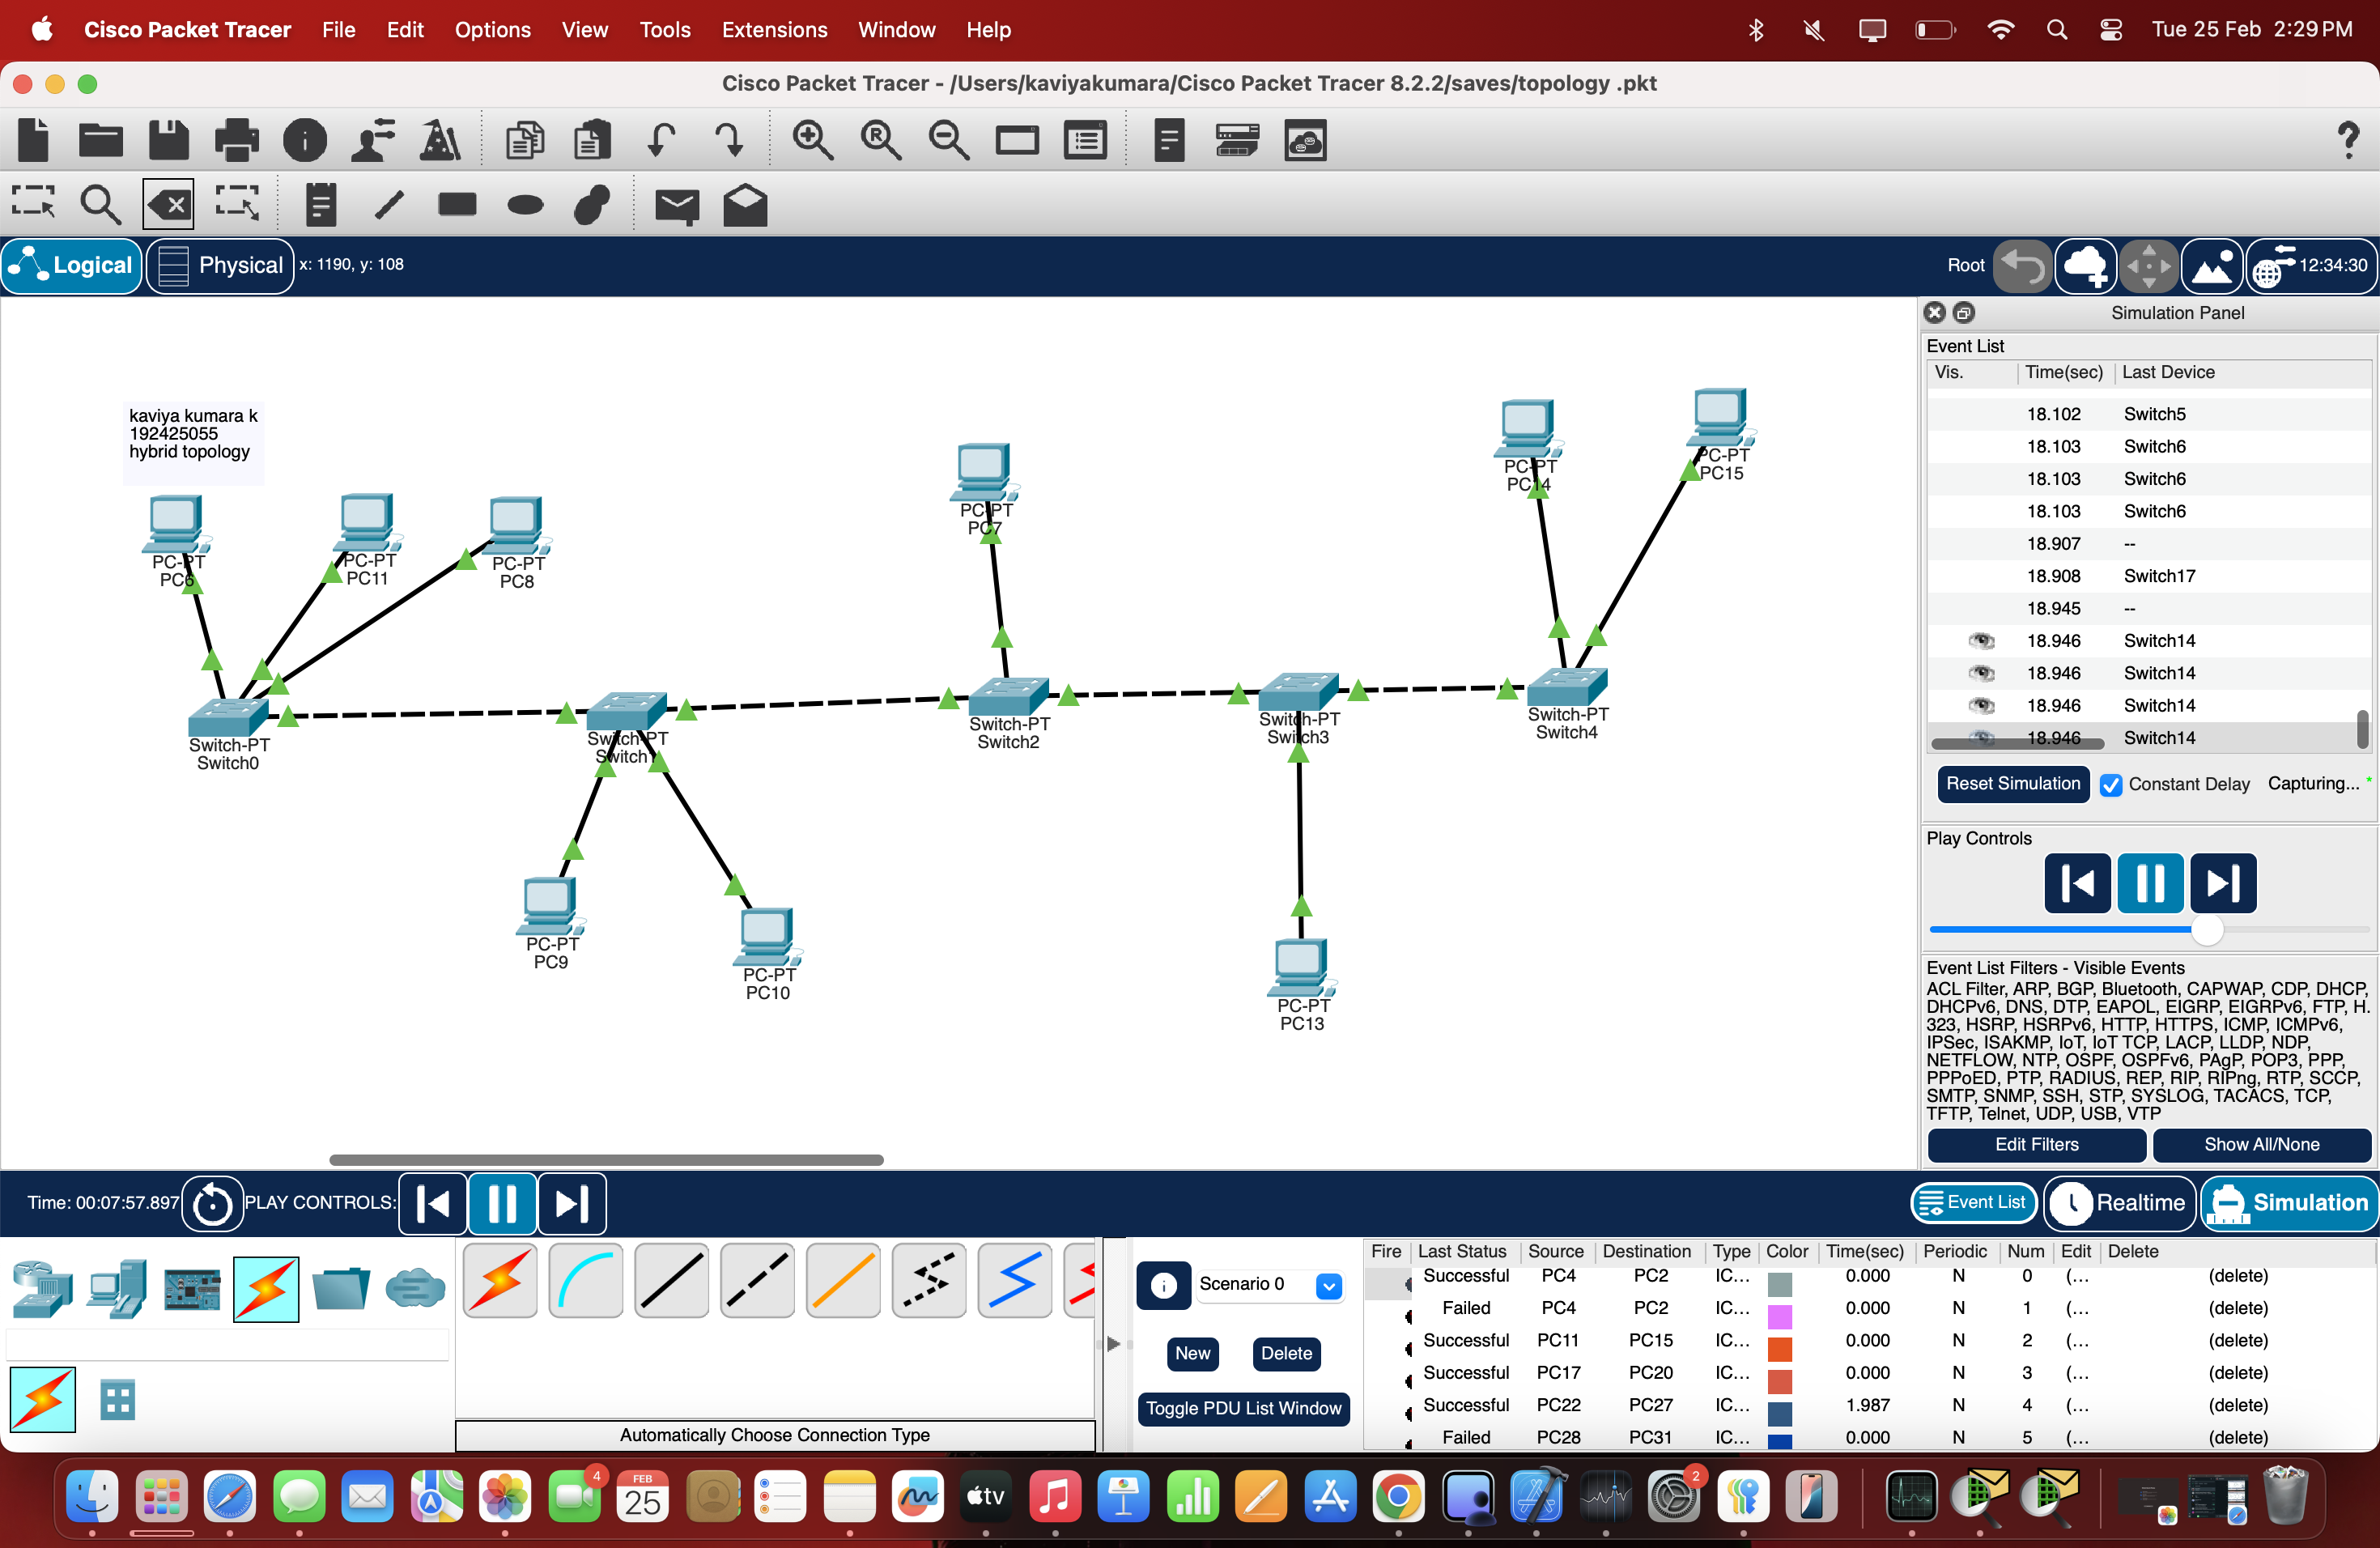 Cisco Packet Tracer File Edit Options View Tools Extensions Window Help Tue 25 Feb 2:29 PM
Cisco Packet Tracer - /Users/kaviyakumara/Cisco Packet Tracer 8.2.2/saves/topology .pkt
Logical Physical x: 1190, y: 108 Root 12:34:30
kaviya kumara k
192425055
hybrid topology
PC-PT
PC6
PC-PT
PC11
PC-PT
PC8
PC-PT
PC7
PC-PT
PC14
PC-PT
PC15
Switch-PT
Switch0
Switch-PT
Switch
Switch-PT
Switch2
Switch-PT
Switch3
Switch-PT
Switch4
PC-PT
PC9
PC-PT
PC10
PC-PT
PC13
Simulation Panel
Event List
Vis. Time(sec) Last Device
18.102 Switch5
18.103 Switch6
18.103 Switch6
18.103 Switch6
18.907 --
18.908 Switch17
18.945 --
18.946 Switch14
18.946 Switch14
18.946 Switch14
18.946 Switch14
Reset Simulation Constant Delay Capturing... *
Play Controls
Event List Filters - Visible Events
ACL Filter, ARP, BGP, Bluetooth, CAPWAP, CDP, DHCP,
DHCPv6, DNS, DTP, EAPOL, EIGRP, EIGRPv6, FTP, H.
323, HSRP, HSRPv6, HTTP, HTTPS, ICMP, ICMPv6,
IPSec, ISAKMP, IoT, IoT TCP, LACP, LLDP, NDP,
NETFLOW, NTP, OSPF, OSPFv6, PAgP, POP3, PPP,
PPPoED, PTP, RADIUS, REP, RIP, RIPng, RTP, SCCP,
SMTP, SNMP, SSH, STP, SYSLOG, TACACS, TCP,
TFTP, Telnet, UDP, USB, VTP
Edit Filters Show All/None
Time: 00:07:57.897 PLAY CONTROLS: Event List Realtime Simulation
Scenario 0
New Delete
Toggle PDU List Window
Automatically Choose Connection Type
Fire Last Status Source Destination Type Color Time(sec) Periodic Num Edit Delete
Successful PC4 PC2 IC... 0.000 N 0 (... (delete)
Failed PC4 PC2 IC... 0.000 N 1 (... (delete)
Successful PC11 PC15 IC... 0.000 N 2 (... (delete)
Successful PC17 PC20 IC... 0.000 N 3 (... (delete)
Successful PC22 PC27 IC... 1.987 N 4 (... (delete)
Failed PC28 PC31 IC... 0.000 N 5 (... (delete)
4
FEB
25
tv
2